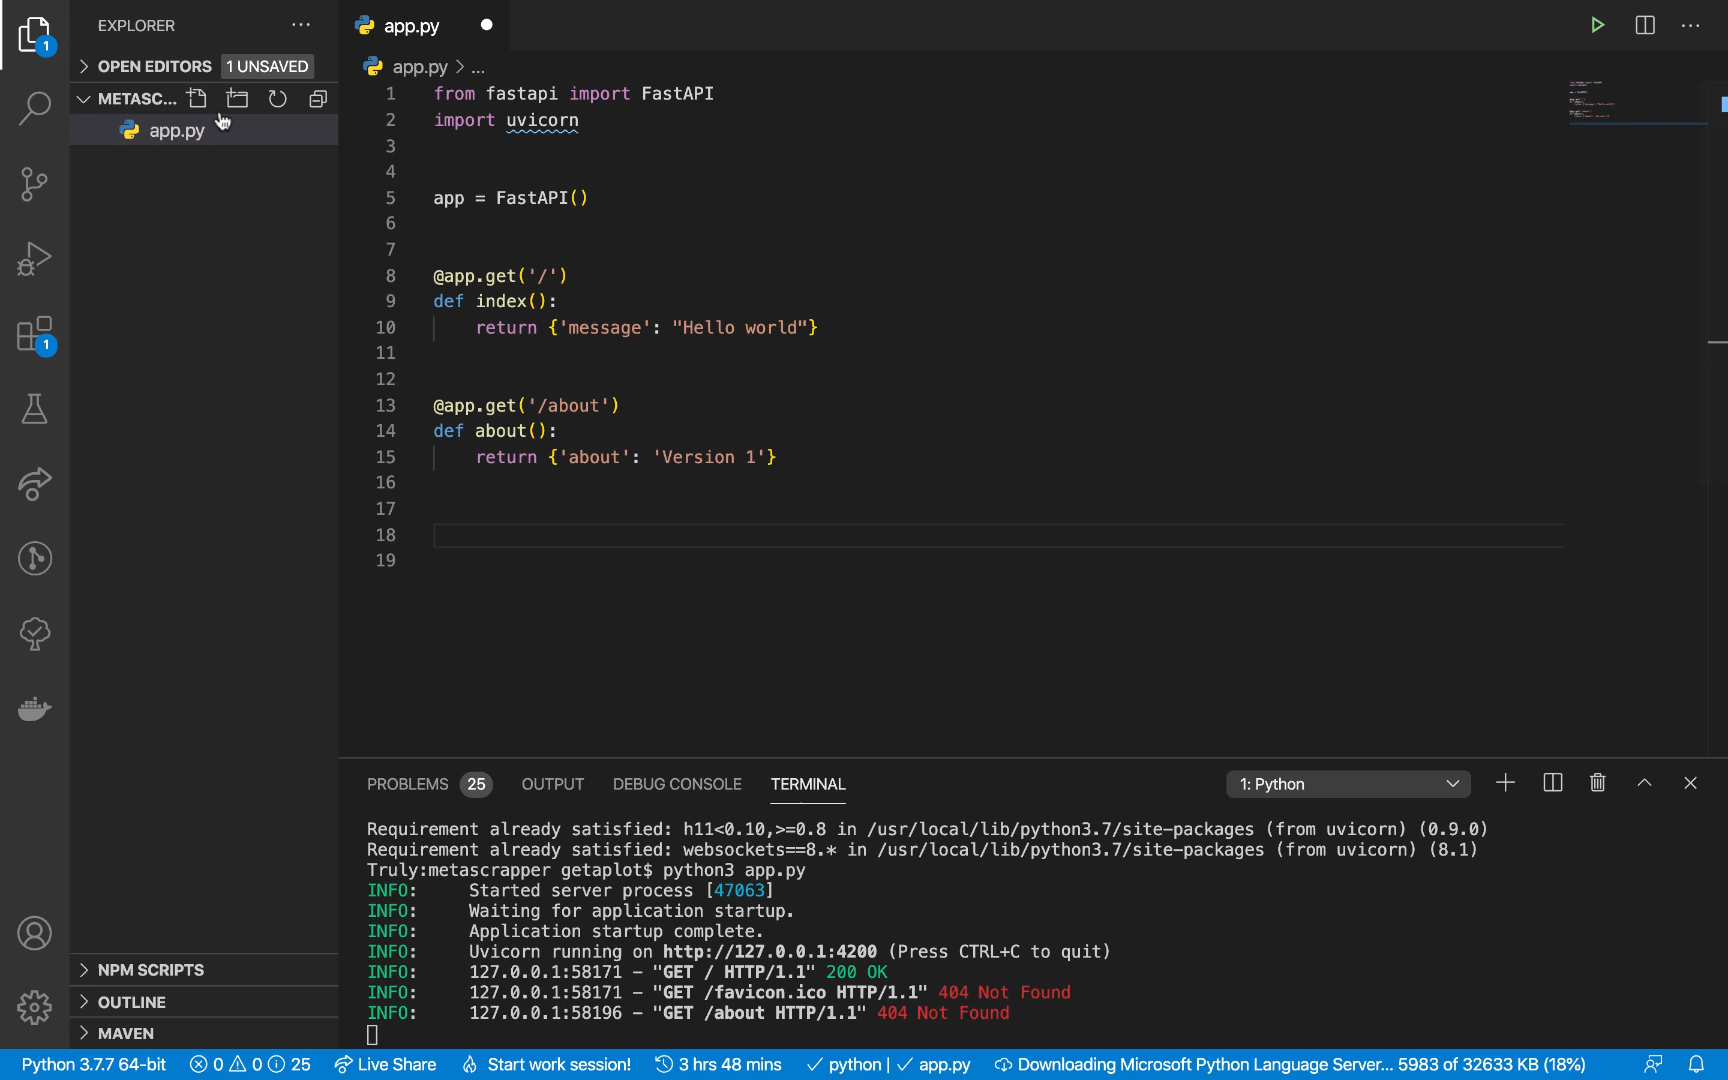 EXPLORER
OPEN EDITORS 1 UNSAVED
METASC...
app.py
NPM SCRIPTS
OUTLINE
MAVEN
app.py
app.py > ...
1 from fastapi import FastAPI
2 import uvicorn
3
4
5 app = FastAPI()
6
7
8 @app.get('/')
9 def index():
10 return {'message': "Hello world"}
11
12
13 @app.get('/about')
14 def about():
15 return {'about': 'Version 1'}
16
17
18
19
PROBLEMS 25 OUTPUT DEBUG CONSOLE TERMINAL 1: Python
Requirement already satisfied: h11<0.10,>=0.8 in /usr/local/lib/python3.7/site-packages (from uvicorn) (0.9.0)
Requirement already satisfied: websockets==8.* in /usr/local/lib/python3.7/site-packages (from uvicorn) (8.1)
Truly:metascrapper getaplot$ python3 app.py
INFO: Started server process [47063]
INFO: Waiting for application startup.
INFO: Application startup complete.
INFO: Uvicorn running on http://127.0.0.1:4200 (Press CTRL+C to quit)
INFO: 127.0.0.1:58171 - "GET / HTTP/1.1" 200 OK
INFO: 127.0.0.1:58171 - "GET /favicon.ico HTTP/1.1" 404 Not Found
INFO: 127.0.0.1:58196 - "GET /about HTTP/1.1" 404 Not Found
1
1
Python 3.7.7 64-bit 0 0 25 Live Share Start work session! 3 hrs 48 mins python | app.py Downloading Microsoft Python Language Server... 5983 of 32633 KB (18%)